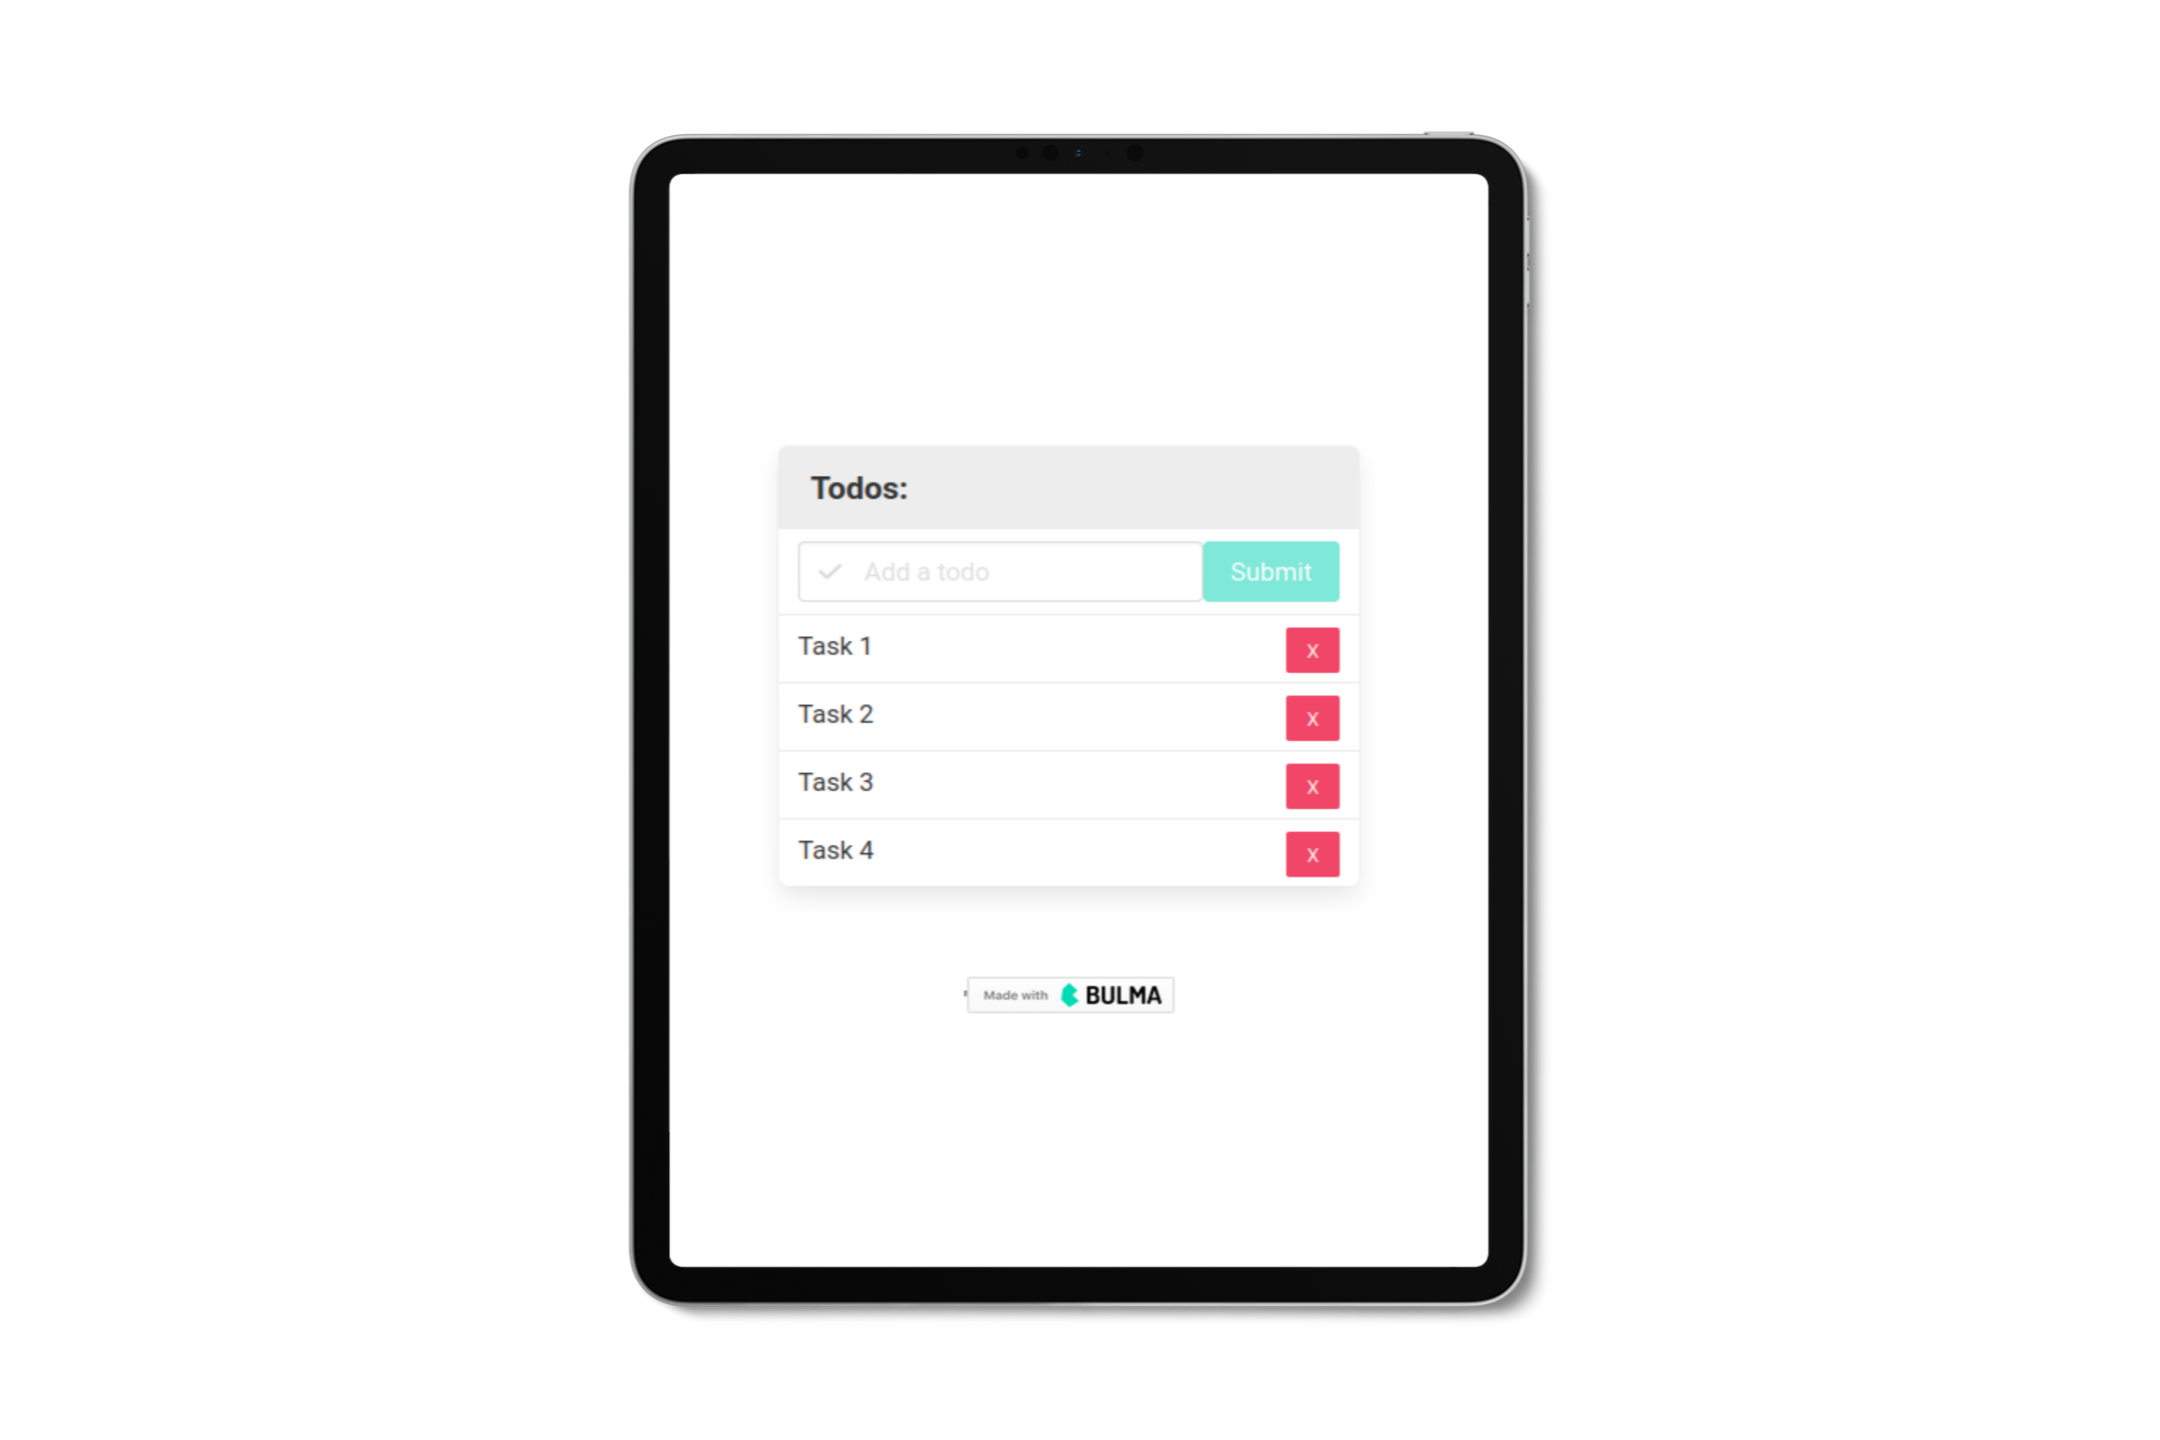 Todos:
Add a todo Submit
Task 1 x
Task 2 x
Task 3 x
Task 4 x
Made with BULMA